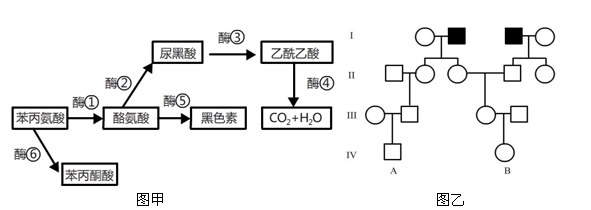 尿黑酸 酶③ 乙酰乙酸
酶② 酶④
苯丙氨酸 酶① 酪氨酸 酶⑤ 黑色素 CO₂+H₂O
酶⑥
苯丙酮酸
图甲
I
II
III
IV
A B
图乙